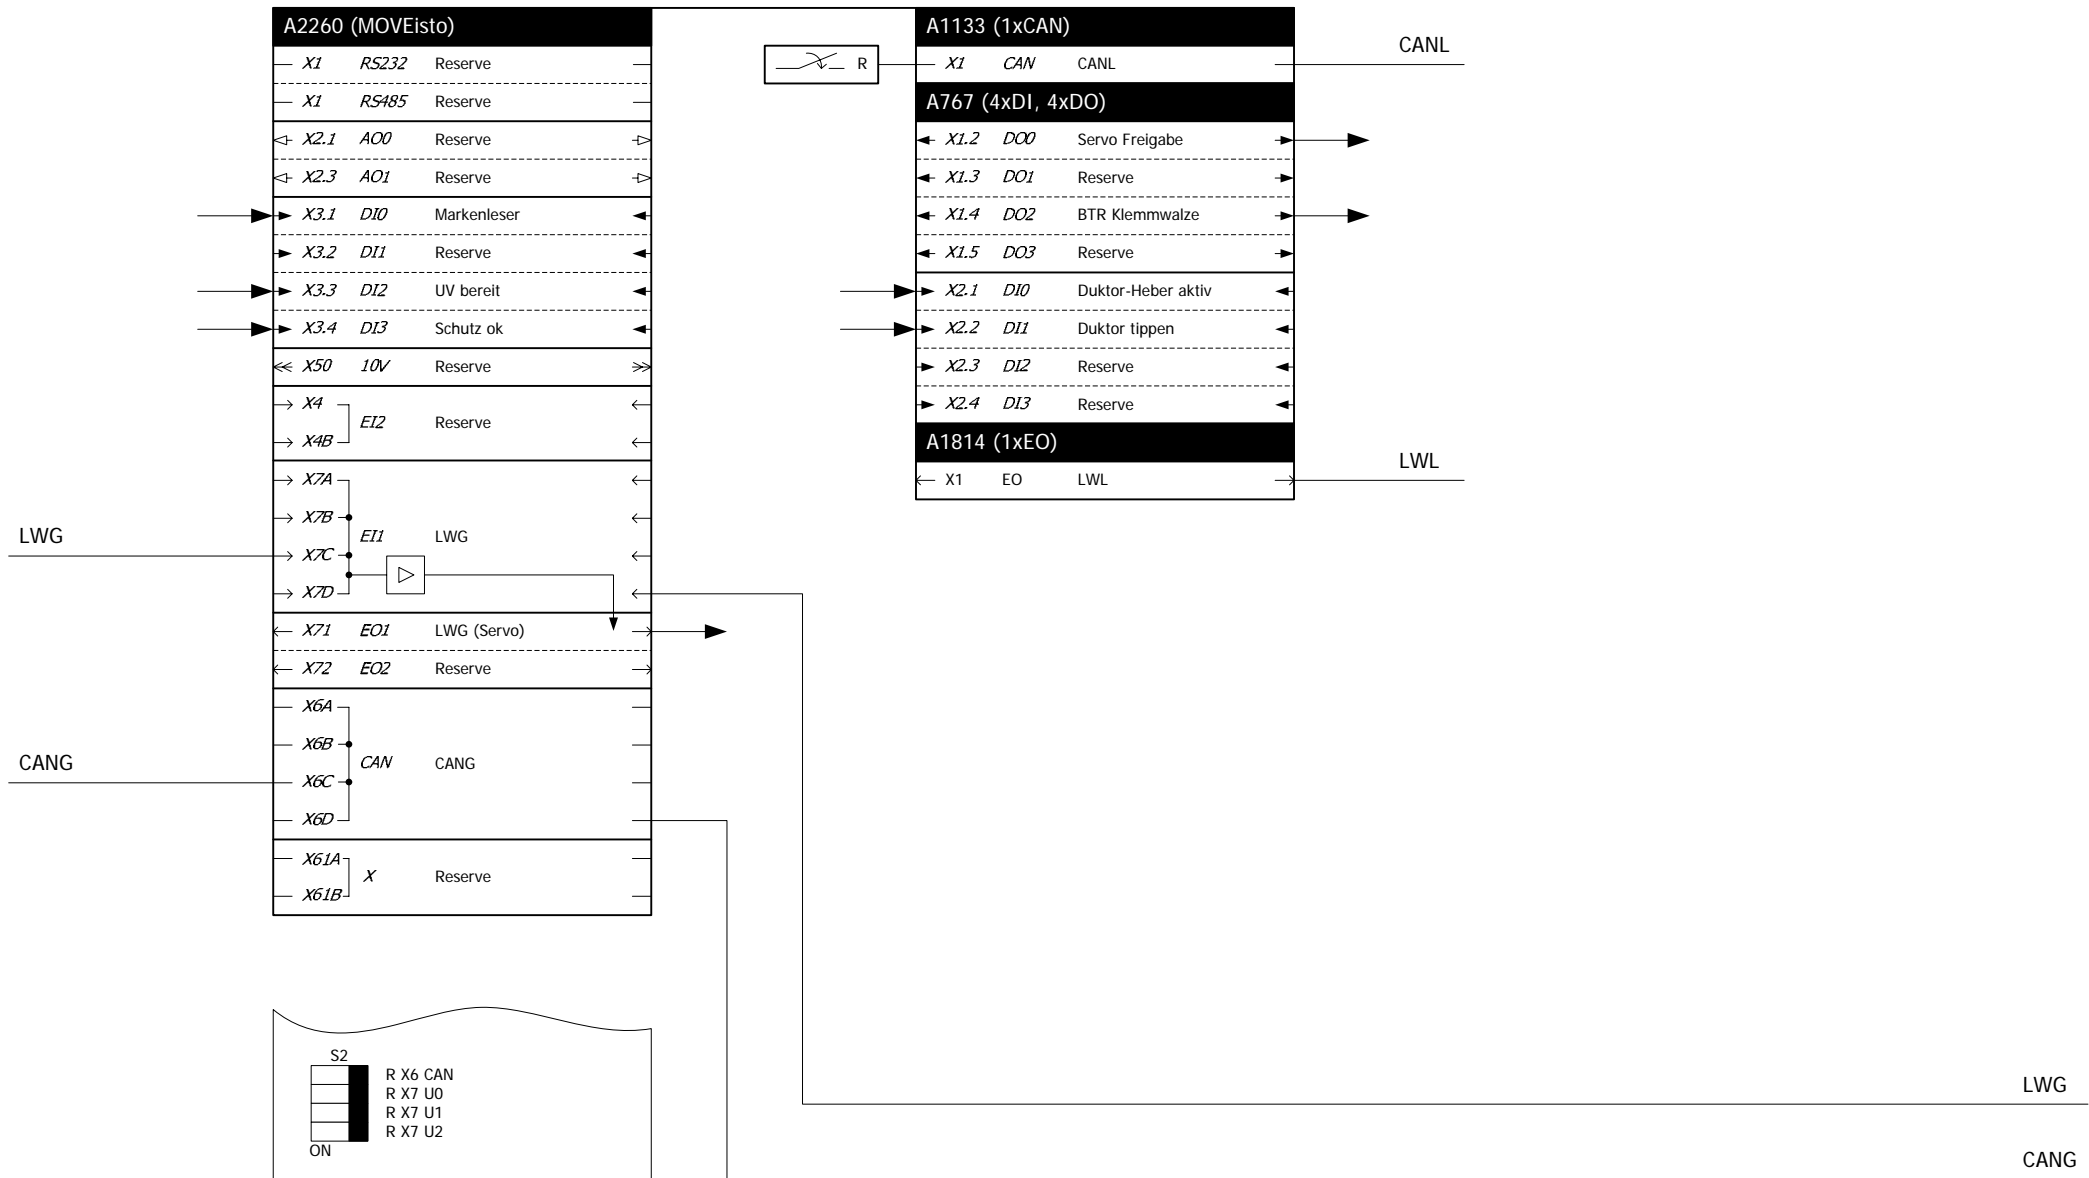 A2260 (MOVEisto)
X1 RS232 Reserve
X1 RS485 Reserve
X2.1 AO0 Reserve
X2.3 AO1 Reserve
X3.1 DI0 Markenleser
X3.2 DI1 Reserve
X3.3 DI2 UV bereit
X3.4 DI3 Schutz ok
X50 10V Reserve
X4
EI2 Reserve
X4B
X7A
X7B
LWG
EI1 LWG
X7C
X7D
X71 EO1 LWG (Servo)
X72 EO2 Reserve
X6A
X6B
CANG
CAN CANG
X6C
X6D
X61A
X Reserve
X61B
S2
R X6 CAN
R X7 U0
R X7 U1
R X7 U2
ON
A1133 (1xCAN)
CANL
R
X1 CAN CANL
A767 (4xDI, 4xDO)
X1.2 DO0 Servo Freigabe
X1.3 DO1 Reserve
X1.4 DO2 BTR Klemmwalze
X1.5 DO3 Reserve
X2.1 DI0 Duktor-Heber aktiv
X2.2 DI1 Duktor tippen
X2.3 DI2 Reserve
X2.4 DI3 Reserve
A1814 (1xEO)
LWL
X1 EO LWL
LWG
CANG